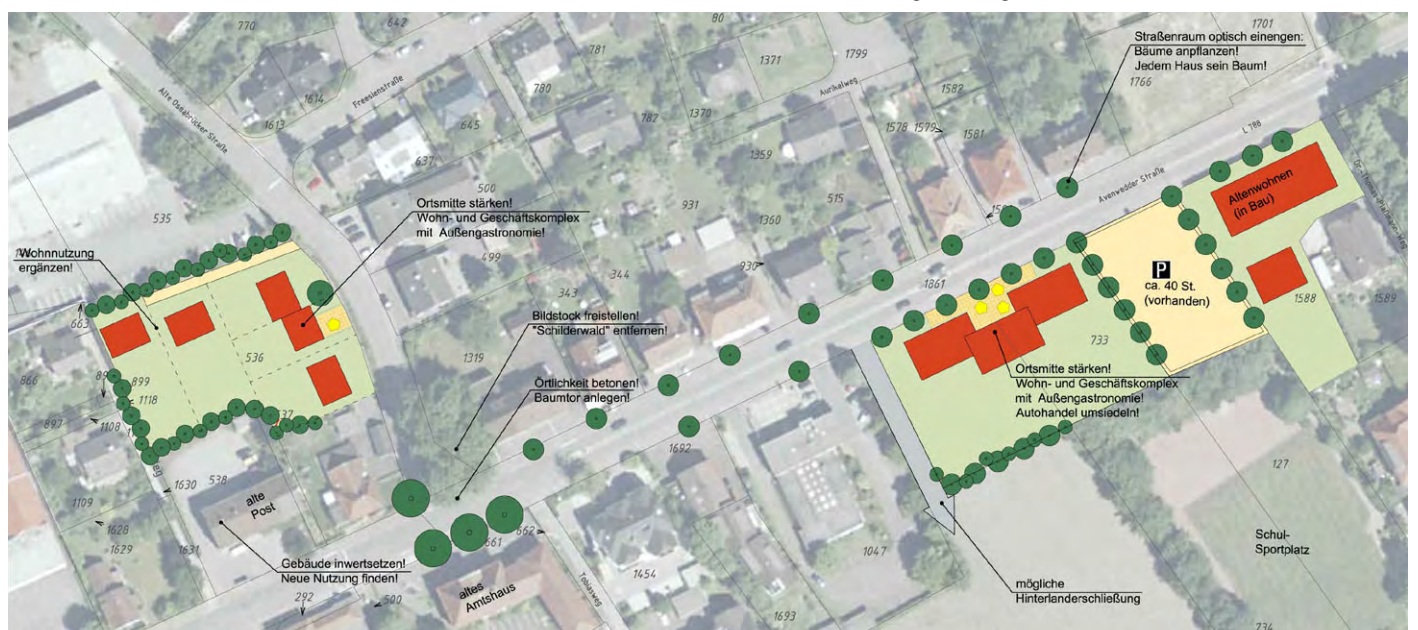 770
642
80
1701
Straßenraum optisch einengen:
Bäume anpflanzen!
Jedem Haus sein Baum!
781
1371
1799
1766
Freesienstraße
1614
780
Aurikelweg
1582
Alte Osnabrücker Straße
1613
645
782
1370
1578
1579
1581
L 788
637
1359
Avenwedder Straße
Altenwohnen
(in Bau)
500
Ortsmitte stärken!
Wohn- und Geschäftskomplex
mit Außengastronomie!
931
515
535
1360
Wohnnutzung
ergänzen!
499
344
930
P
ca. 40 St.
(vorhanden)
1861
663
343
1588
1589
Bildstock freistellen!
"Schilderwald" entfernen!
536
1319
733
866
899
1118
Örtlichkeit betonen!
Baumtor anlegen!
Ortsmitte stärken!
Wohn- und Geschäftskomplex
mit Außengastronomie!
Autohandel umsiedeln!
897
1108
1692
127
538
1630
1109
alte
Post
1628
1629
1631
661
662
Schul-
Sportplatz
Gebäude inwertsetzen!
Neue Nutzung finden!
altes
Amtshaus
1454
1047
Tobiasweg
mögliche
Hinterlanderschließung
292
500
1693
734